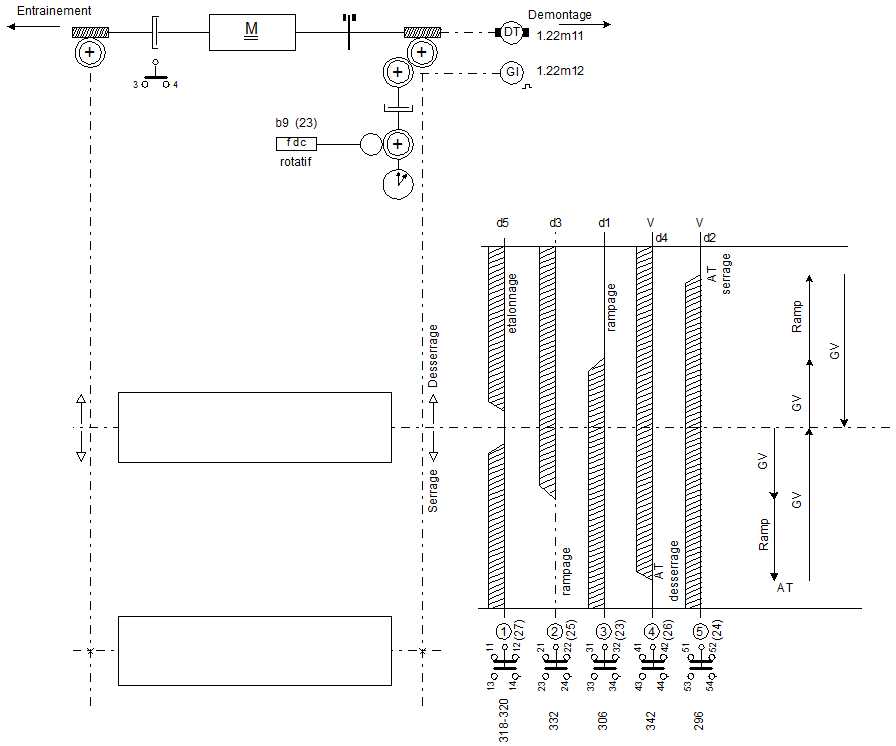 Entrainement
M
DT
Demontage
1.22m11
GI
1.22m12
3 4
b9 (23)
fdc
rotatif
d5 d3 d1 V V
d4 d2
etalonnage
rampage
AT
serrage
Ramp
GV
GV
Desserrage
Serrage
GV
GV
Ramp
AT
rampage
AT
desserrage
1 (27) 2 (25) 3 (23) 4 (26) 5 (24)
11 12 21 22 31 32 41 42 51 52
13 14 23 24 33 34 43 44 53 54
318-320 332 306 342 296